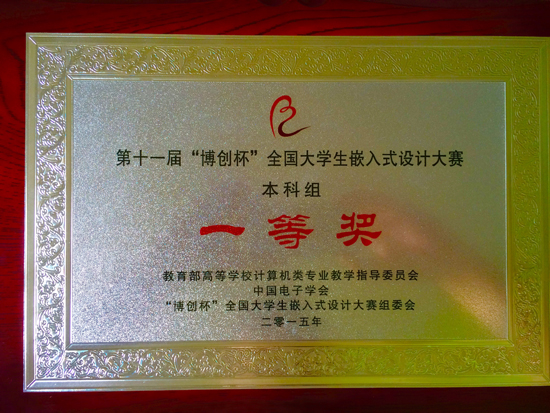 第十一届“博创杯”全国大学生嵌入式设计大赛
本科组
一等奖
教育部高等学校计算机类专业教学指导委员会
中国电子学会
“博创杯”全国大学生嵌入式设计大赛组委会
二零一五年